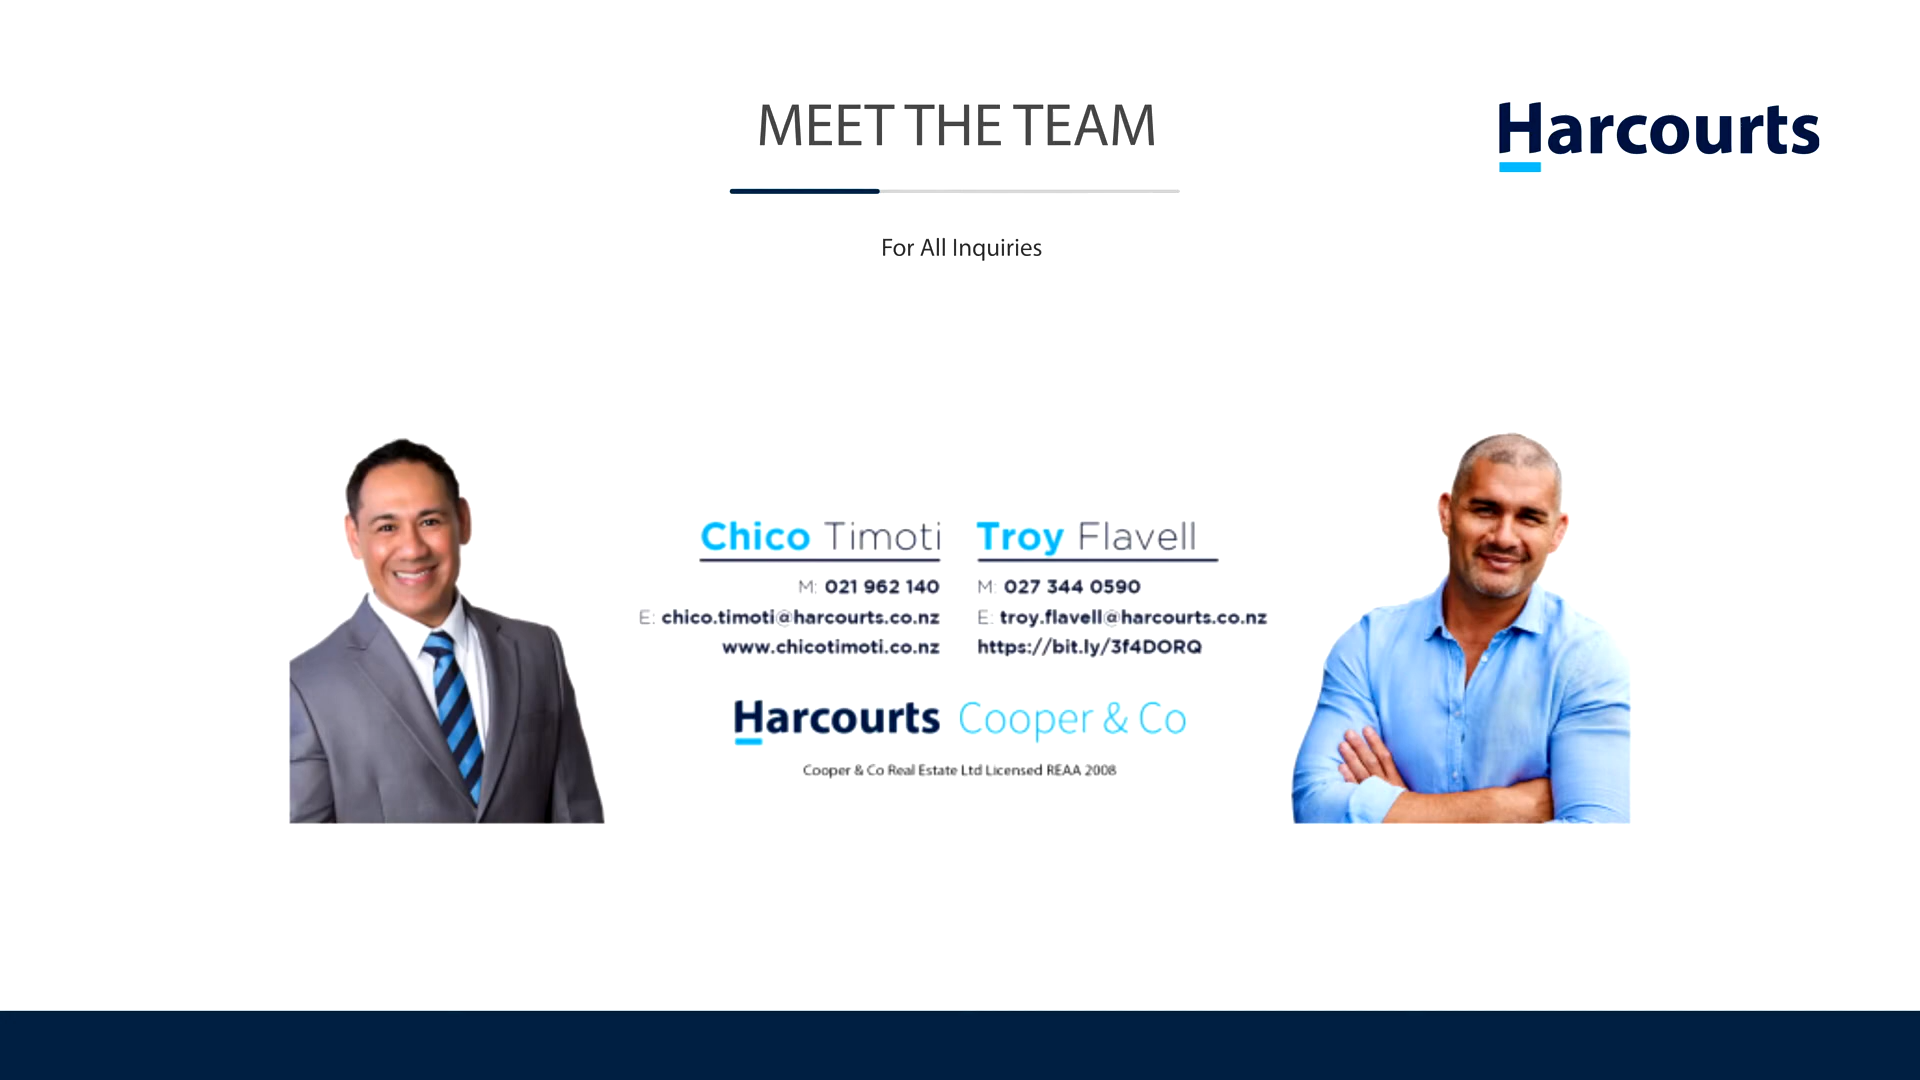 MEET THE TEAM
Harcourts
For All Inquiries
Chico Timoti
M: 021 962 140
E: chico.timoti@harcourts.co.nz
www.chicotimoti.co.nz
Troy Flavell
M: 027 344 0590
E: troy.flavell@harcourts.co.nz
https://bit.ly/3f4DORQ
Harcourts Cooper & Co
Cooper & Co Real Estate Ltd Licensed REAA 2008